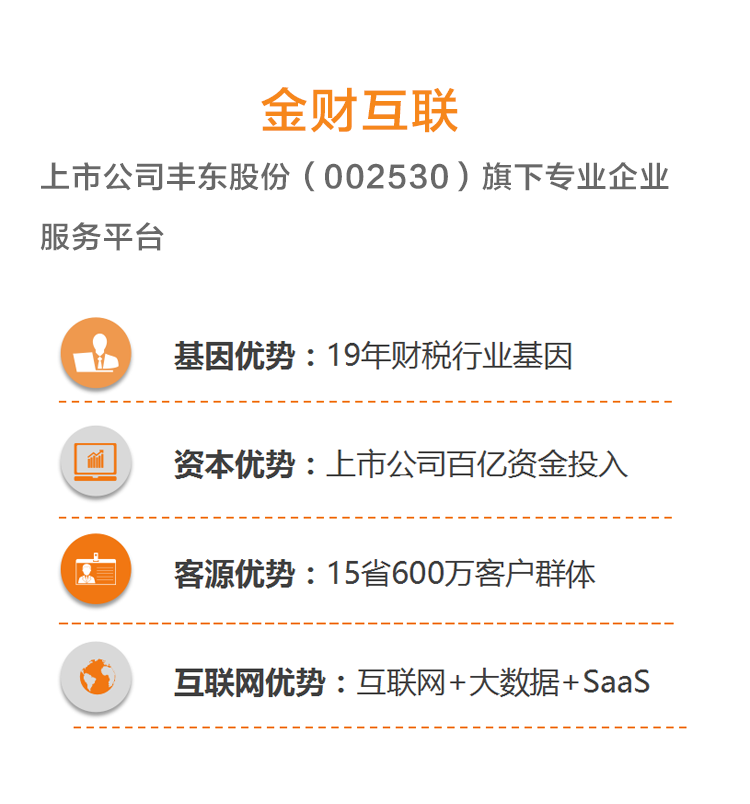 金财互联
上市公司丰东股份（002530）旗下专业企业
服务平台
基因优势：19年财税行业基因
资本优势：上市公司百亿资金投入
客源优势：15省600万客户群体
互联网优势：互联网+大数据+SaaS